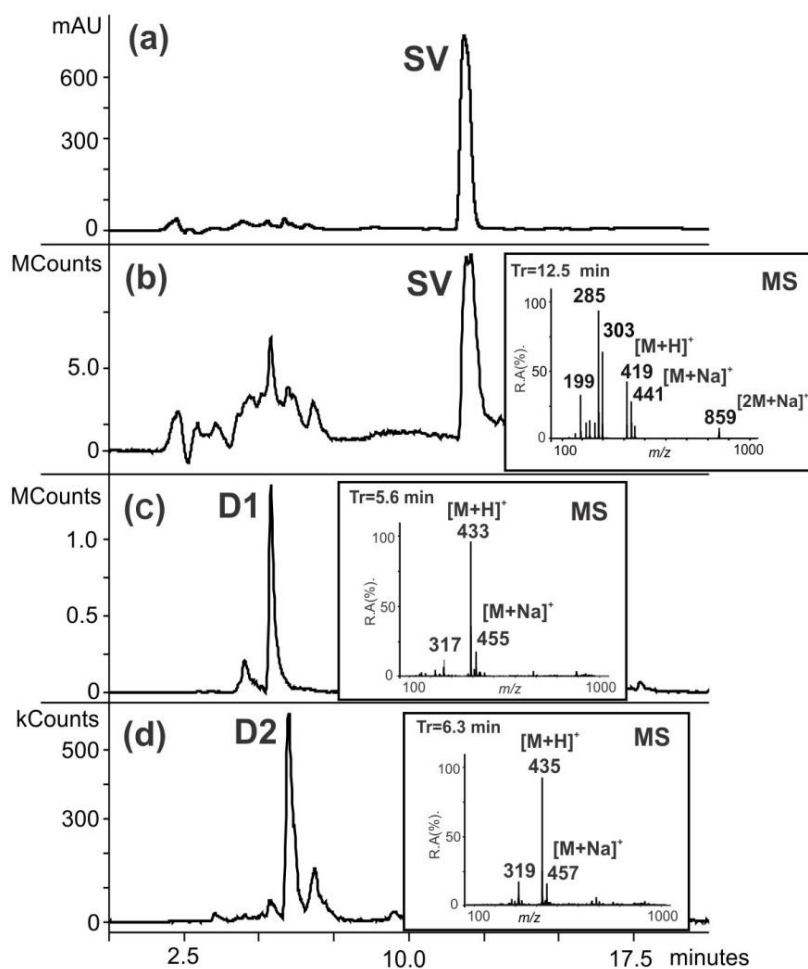 mAU
(a)
SV
600
300
0
MCounts
(b)
SV
5.0
0
Tr=12.5 min
MS
R.A(%).
100
50
0
285
303
[M+H]⁺
199
419
[M+Na]⁺
441
[2M+Na]⁺
859
100
m/z
1000
MCounts
(c)
D1
1.0
0.5
0
Tr=5.6 min
MS
[M+H]⁺
433
R.A(%).
100
50
0
[M+Na]⁺
317
455
100
m/z
1000
kCounts
(d)
D2
500
300
0
Tr=6.3 min
MS
[M+H]⁺
435
R.A(%).
100
50
0
[M+Na]⁺
319
457
100
m/z
1000
2.5
10.0
17.5
minutes